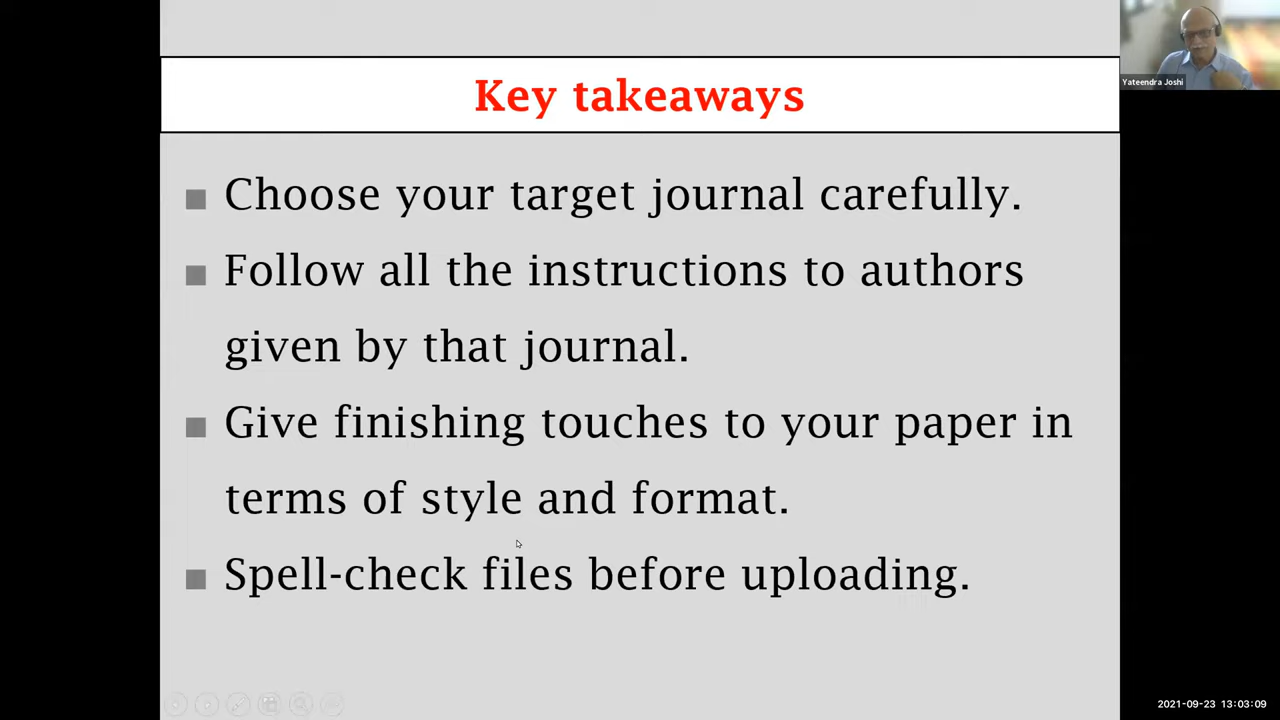 Key takeaways
Yateendra Joshi
Choose your target journal carefully.
Follow all the instructions to authors
given by that journal.
Give finishing touches to your paper in
terms of style and format.
Spell-check files before uploading.
2021-09-23 13:03:09